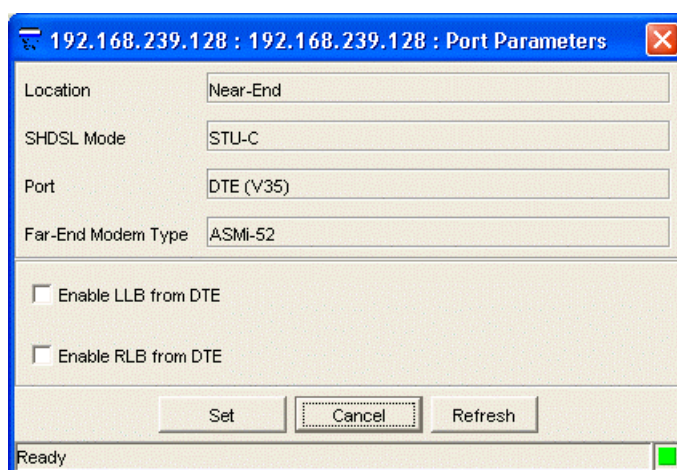 192.168.239.128 : 192.168.239.128 : Port Parameters
Location Near-End
SHDSL Mode STU-C
Port DTE (V35)
Far-End Modem Type ASMi-52
Enable LLB from DTE
Enable RLB from DTE
Set Cancel Refresh
Ready